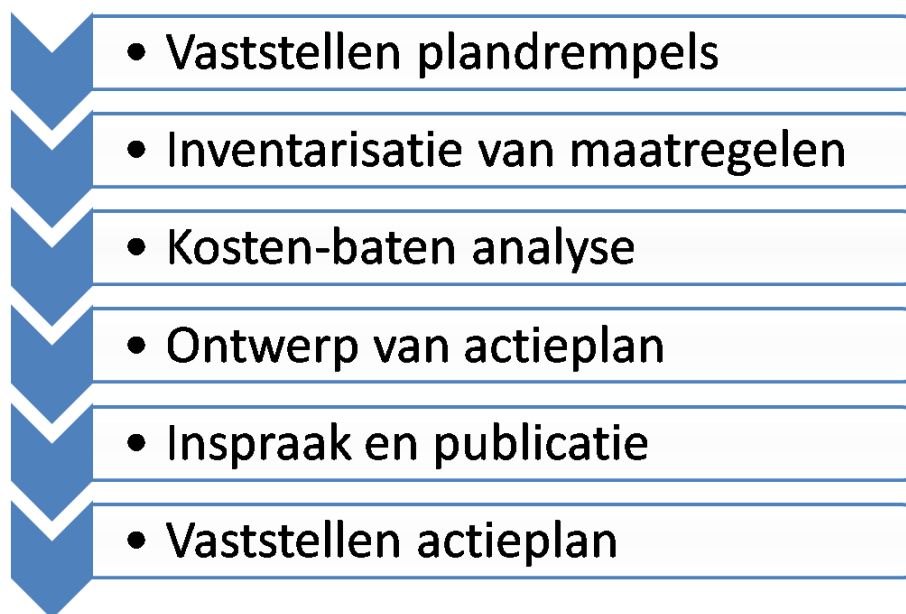 • Vaststellen plandrempels
• Inventarisatie van maatregelen
• Kosten-baten analyse
• Ontwerp van actieplan
• Inspraak en publicatie
• Vaststellen actieplan